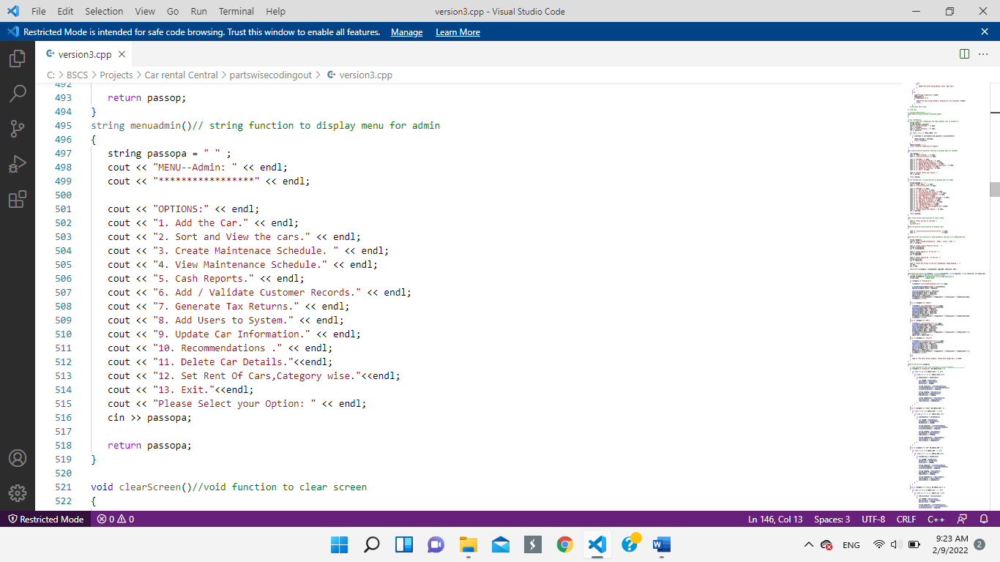 File Edit Selection View Go Run Terminal Help version3.cpp - Visual Studio Code
Restricted Mode is intended for safe code browsing. Trust this window to enable all features. Manage Learn More
version3.cpp
C: > BSCS > Projects > Car rental Central > partswisecodingout > version3.cpp
492
493 return passop;
494 }
495 string menuadmin()// string function to display menu for admin
496 {
497 string passopa = " " ;
498 cout << "MENU--Admin: " << endl;
499 cout << "*****************" << endl;
500
501 cout << "OPTIONS:" << endl;
502 cout << "1. Add the Car." << endl;
503 cout << "2. Sort and View the cars." << endl;
504 cout << "3. Create Maintenace Schedule. " << endl;
505 cout << "4. View Maintenance Schedule." << endl;
506 cout << "5. Cash Reports." << endl;
507 cout << "6. Add / Validate Customer Records." << endl;
508 cout << "7. Generate Tax Returns." << endl;
509 cout << "8. Add Users to System." << endl;
510 cout << "9. Update Car Information." << endl;
511 cout << "10. Recommendations ." << endl;
512 cout << "11. Delete Car Details."<<endl;
513 cout << "12. Set Rent Of Cars,Category wise."<<endl;
514 cout << "13. Exit."<<endl;
515 cout << "Please Select your Option: " << endl;
516 cin >> passopa;
517
518 return passopa;
519 }
520
521 void clearScreen()//void function to clear screen
522 {
Restricted Mode 0 0 Ln 146, Col 13 Spaces: 3 UTF-8 CRLF C++
ENG 9:23 AM
2/9/2022 2